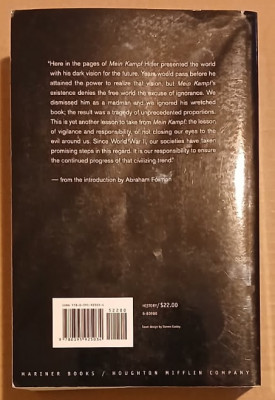 "Here in the pages of Mein Kampf Hitler presented the world
with his dark vision for the future. Years would pass before he
attained the power to realize that vision, but Mein Kampf's
existence denies the free world the excuse of ignorance. We
dismissed him as a madman and we ignored his wretched
book; the result was a tragedy of unprecedented proportions.
This is yet another lesson to take from Mein Kampf: the lesson
of vigilance and responsibility, of not closing our eyes to the
evil around us. Since World War II, our societies have taken
promising steps in this regard. It is our responsibility to ensure
the continued progress of that civilizing trend."
— from the introduction by Abraham Foxman
52200
HISTORY/$22.00
MARINER BOOKS / HOUGHTON MIFFLIN COMPANY